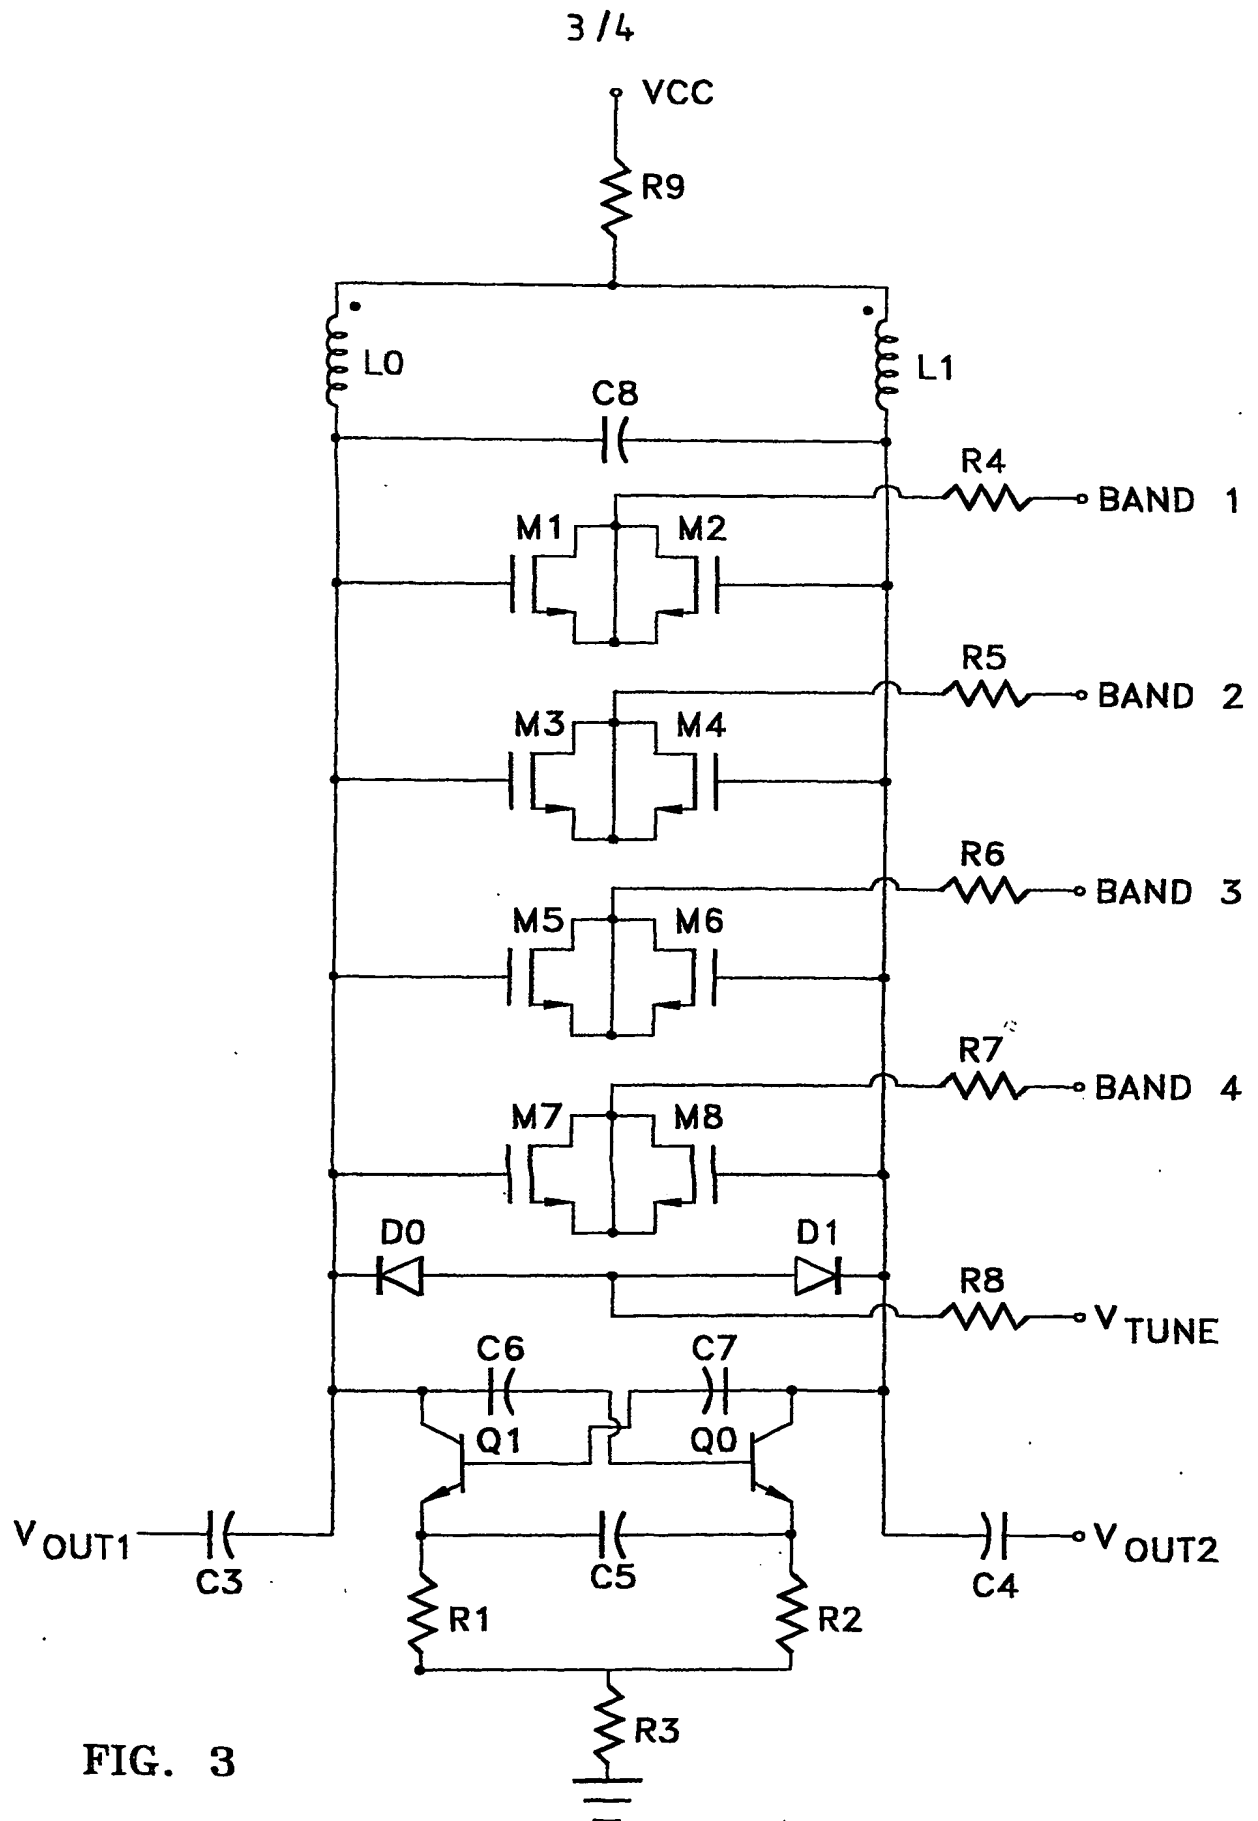 3/4
VCC
R9
L0
L1
C8
R4
BAND 1
M1
M2
R5
BAND 2
M3
M4
R6
BAND 3
M5
M6
R7
BAND 4
M7
M8
D0
D1
R8
VTUNE
C6
C7
Q1
Q0
VOUT1
C3
C5
C4
VOUT2
R1
R2
R3
FIG. 3